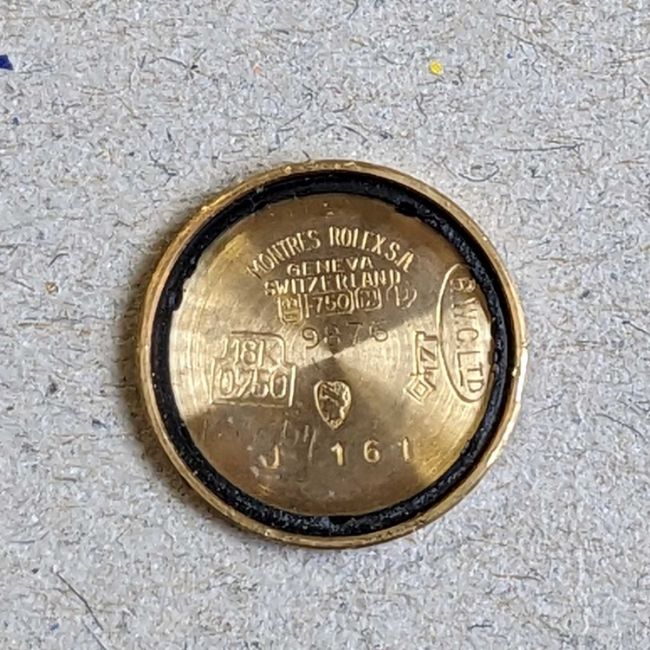 MONTRES ROLEX S.A
GENEVA
SWITZERLAND
750
9876
18K
0,750
B.W.C LTD
J 161